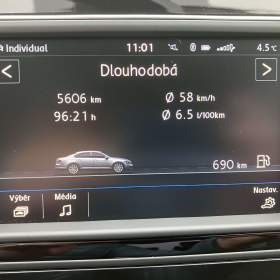 Individual 11:01 4.5°C
Dlouhodobá
5606 km Ø 58 km/h
96:21 h Ø 6.5 l/100km
690 km
Výběr Média Nastav.